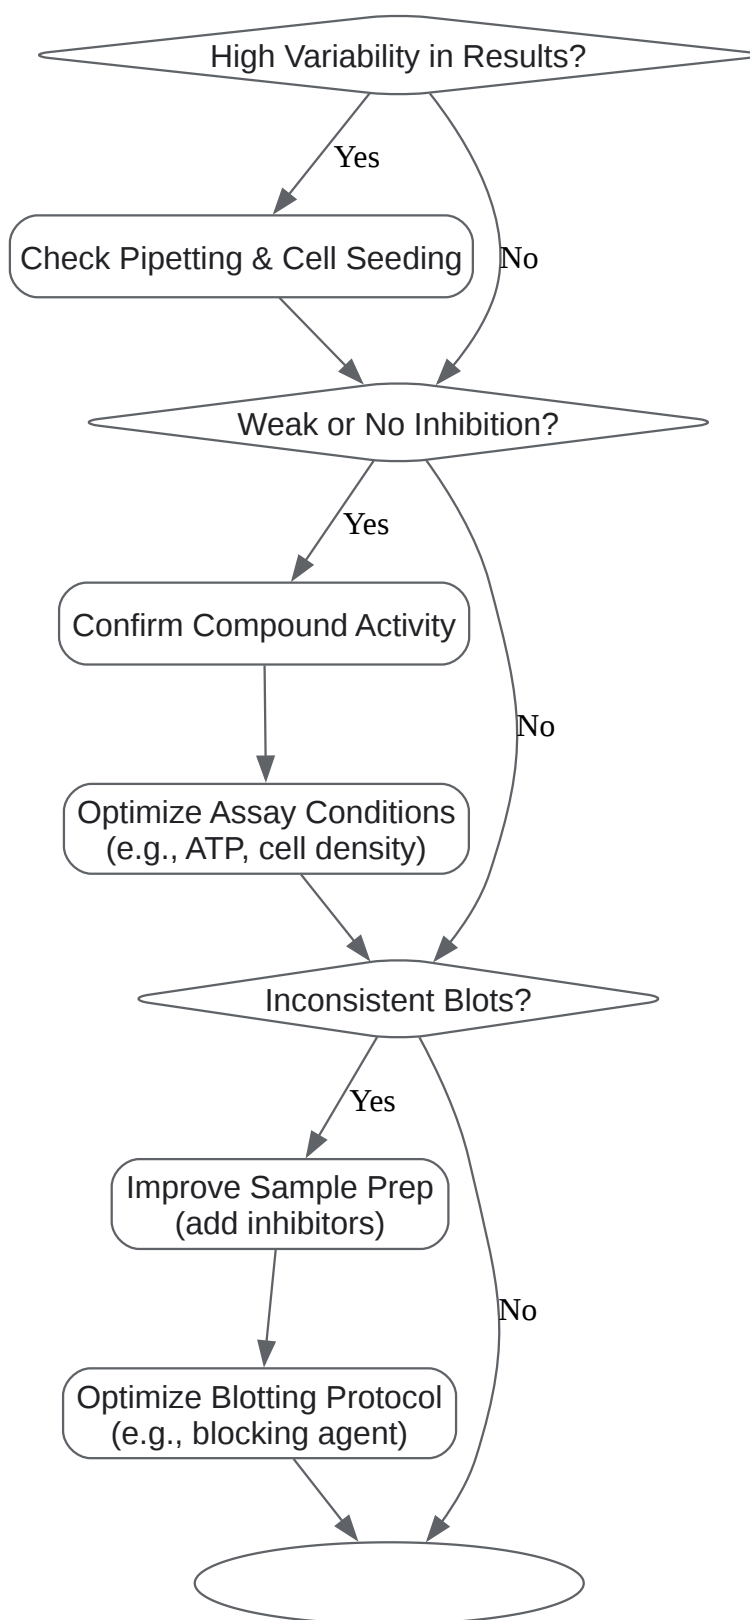 High Variability in Results?
Yes
Check Pipetting & Cell Seeding
No
Weak or No Inhibition?
Yes
Confirm Compound Activity
No
Optimize Assay Conditions
(e.g., ATP, cell density)
Inconsistent Blots?
Yes
Improve Sample Prep
(add inhibitors)
No
Optimize Blotting Protocol
(e.g., blocking agent)